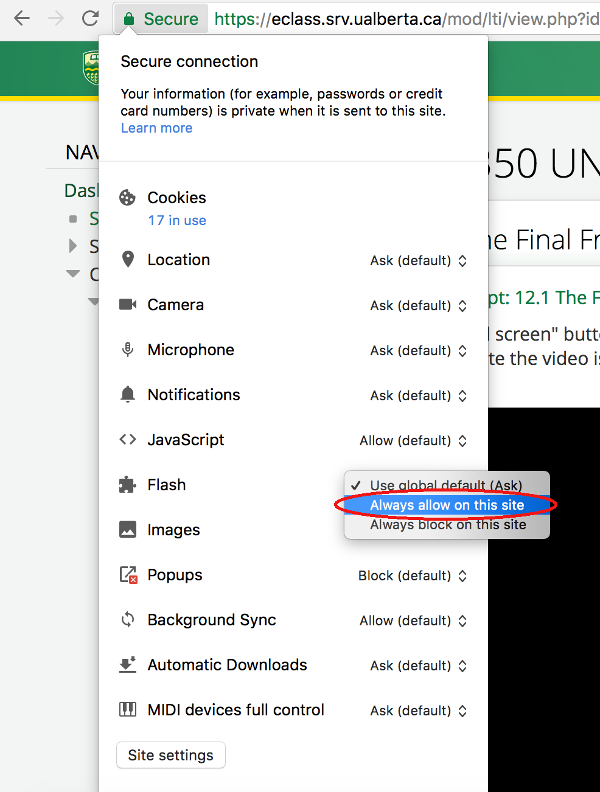 Secure https://eclass.srv.ualberta.ca/mod/lti/view.php?id
Secure connection
Your information (for example, passwords or credit
card numbers) is private when it is sent to this site.
Learn more
NAV
350 UN
Dash
Cookies
17 in use
S
ne Final Fr
Location Ask (default)
S
C
Camera Ask (default)
pt: 12.1 The F
l screen" butto
Microphone Ask (default)
te the video is
Notifications Ask (default)
JavaScript Allow (default)
Flash Use global default (Ask)
Always allow on this site
Always block on this site
Images
Popups Block (default)
Background Sync Allow (default)
Automatic Downloads Ask (default)
MIDI devices full control Ask (default)
Site settings